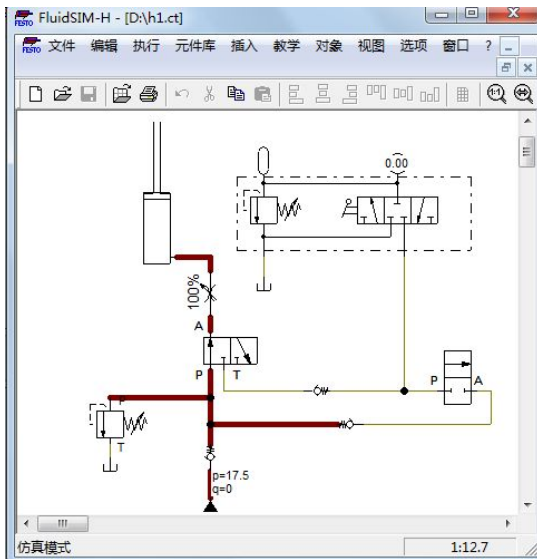 FluidSIM-H - [D:\h1.ct]
文件 编辑 执行 元件库 插入 教学 对象 视图 选项 窗口 ?
0.00
100%
A
P T
P A
P
T
p=17.5
q=0
仿真模式 1:12.7